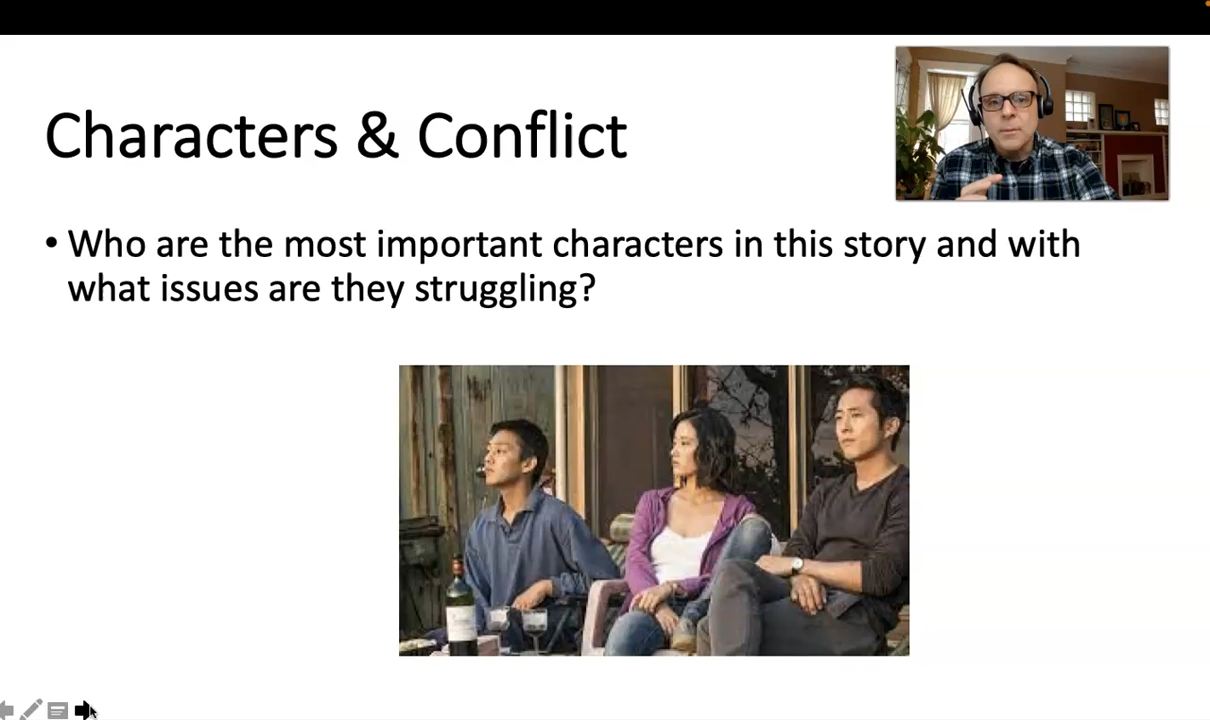 Characters & Conflict
• Who are the most important characters in this story and with
what issues are they struggling?